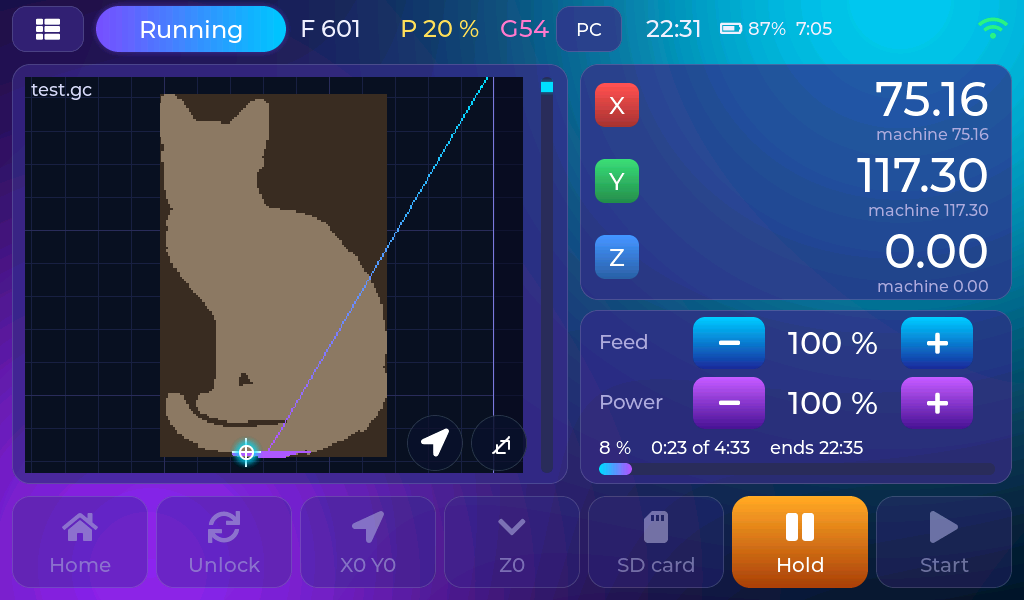 Running F 601 P 20 % G54 PC 22:31 87% 7:05
test.gc
X 75.16
machine 75.16
Y 117.30
machine 117.30
Z 0.00
machine 0.00
Feed − 100 % +
Power − 100 % +
8 % 0:23 of 4:33 ends 22:35
Home Unlock X0 Y0 Z0 SD card Hold Start